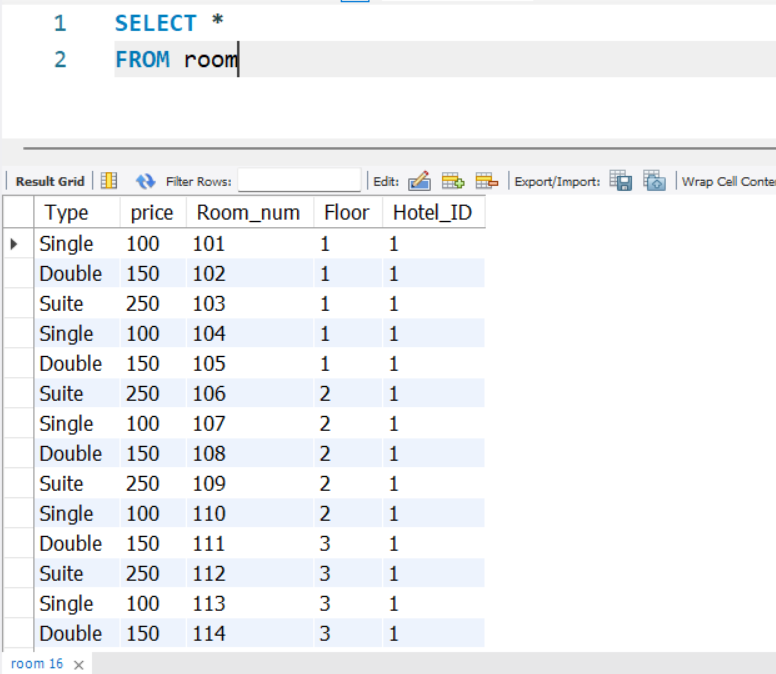 1 SELECT *
2 FROM room
Result Grid Filter Rows: Edit: Export/Import: Wrap Cell Conte
Type price Room_num Floor Hotel_ID
Single 100 101 1 1
Double 150 102 1 1
Suite 250 103 1 1
Single 100 104 1 1
Double 150 105 1 1
Suite 250 106 2 1
Single 100 107 2 1
Double 150 108 2 1
Suite 250 109 2 1
Single 100 110 2 1
Double 150 111 3 1
Suite 250 112 3 1
Single 100 113 3 1
Double 150 114 3 1
room 16